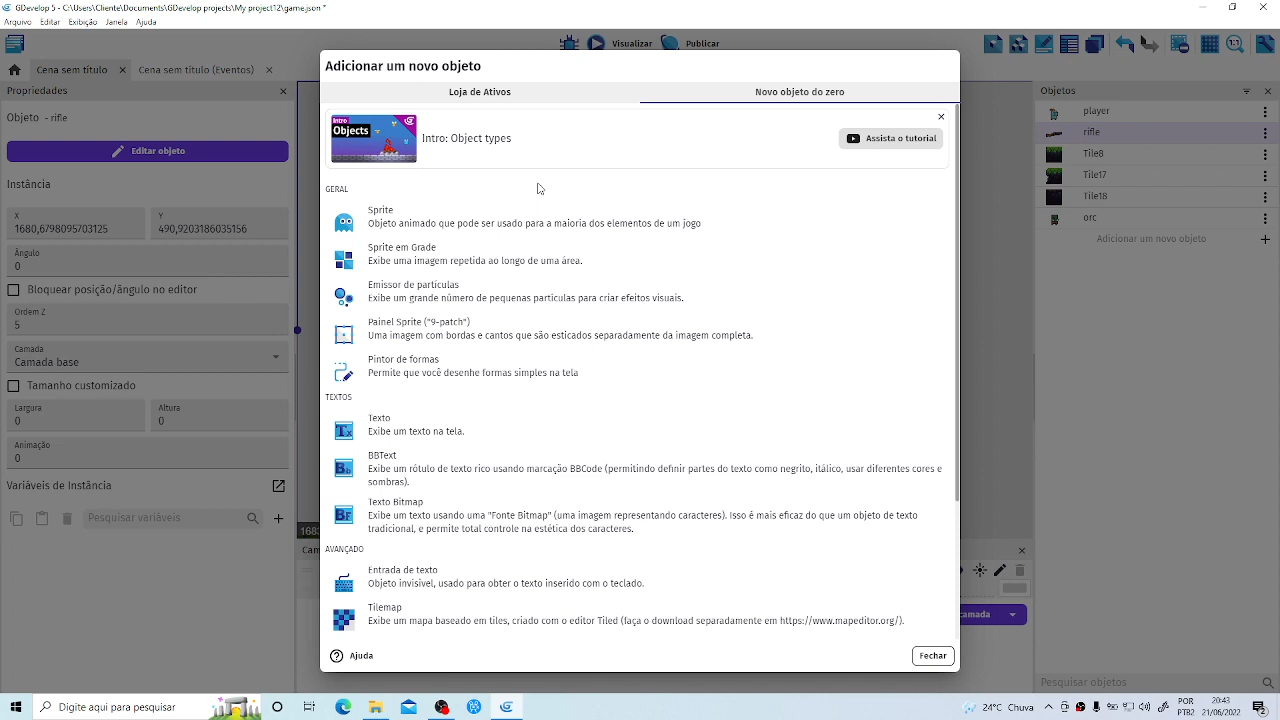 GDevelop 5 - C:\Users\Cliente\Documents\GDevelop projects\My project12\game.json *
Arquivo Editar Exibição Janela Ajuda
Visualizar Publicar
1:1
Cena sem título Cena sem título (Eventos)
Propriedades
Objeto - rifle
Editar objeto
Instância
X
1680,6798095703125
Y
490,9203186035156
Ângulo
0
Bloquear posição/ângulo no editor
Ordem Z
5
Camada
Camada base
Tamanho customizado
Largura
0
Altura
0
Animação
0
Variáveis de Instância
Pesquisar variáveis
Adicionar um novo objeto
Loja de Ativos
Novo objeto do zero
Intro
Objects
Intro: Object types
Assista o tutorial
GERAL
Sprite
Objeto animado que pode ser usado para a maioria dos elementos de um jogo
Sprite em Grade
Exibe uma imagem repetida ao longo de uma área.
Emissor de partículas
Exibe um grande número de pequenas partículas para criar efeitos visuais.
Painel Sprite ("9-patch")
Uma imagem com bordas e cantos que são esticados separadamente da imagem completa.
Pintor de formas
Permite que você desenhe formas simples na tela
TEXTOS
Texto
Exibe um texto na tela.
BBText
Exibe um rótulo de texto rico usando marcação BBCode (permitindo definir partes do texto como negrito, itálico, usar diferentes cores e
sombras).
Texto Bitmap
Exibe um texto usando uma "Fonte Bitmap" (uma imagem representando caracteres). Isso é mais eficaz do que um objeto de texto
tradicional, e permite total controle na estética dos caracteres.
AVANÇADO
Entrada de texto
Objeto invisível, usado para obter o texto inserido com o teclado.
Tilemap
Exibe um mapa baseado em tiles, criado com o editor Tiled (faça o download separadamente em https://www.mapeditor.org/).
Ajuda
Fechar
1683
Cam
camada
Objetos
player
rifle
Tile8
Tile17
Tile18
orc
Adicionar um novo objeto
Pesquisar objetos
Digite aqui para pesquisar
24°C Chuva
POR
PTB2
20:43
21/06/2022
2